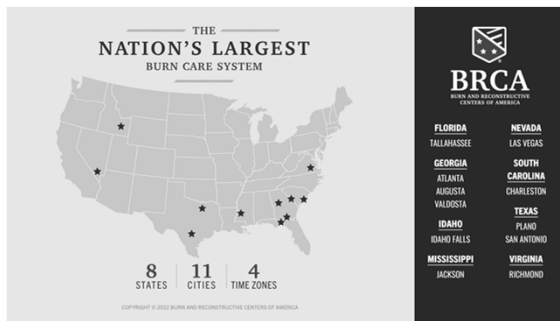 THE
NATION'S LARGEST
BURN CARE SYSTEM
8
STATES
11
CITIES
4
TIME ZONES
COPYRIGHT © 2022 BURN AND RECONSTRUCTIVE CENTERS OF AMERICA
BRCA
BURN AND RECONSTRUCTIVE
CENTERS OF AMERICA
FLORIDA
TALLAHASSEE
GEORGIA
ATLANTA
AUGUSTA
VALDOSTA
IDAHO
IDAHO FALLS
MISSISSIPPI
JACKSON
NEVADA
LAS VEGAS
SOUTH
CAROLINA
CHARLESTON
TEXAS
PLANO
SAN ANTONIO
VIRGINIA
RICHMOND